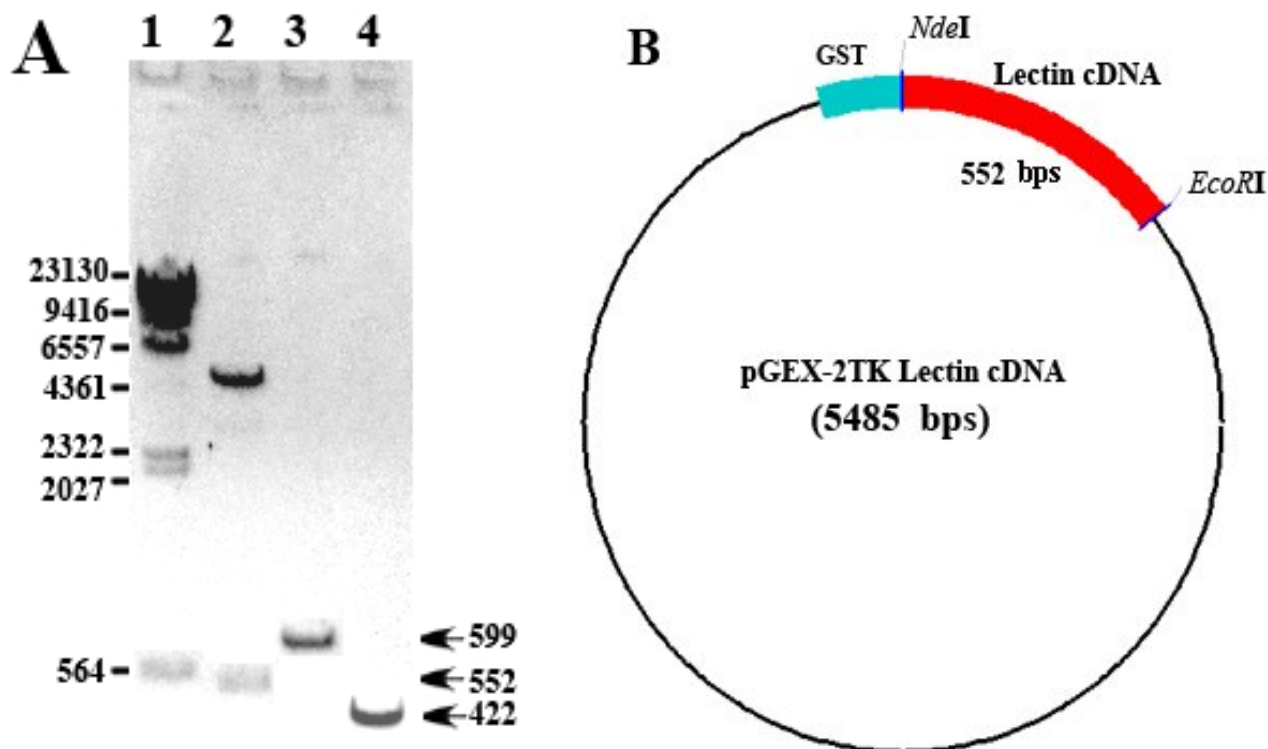 A
1 2 3 4
23130
9416
6557
4361
2322
2027
564
599
552
422
B
GST
NdeI
Lectin cDNA
552 bps
EcoRI
pGEX-2TK Lectin cDNA
(5485 bps)